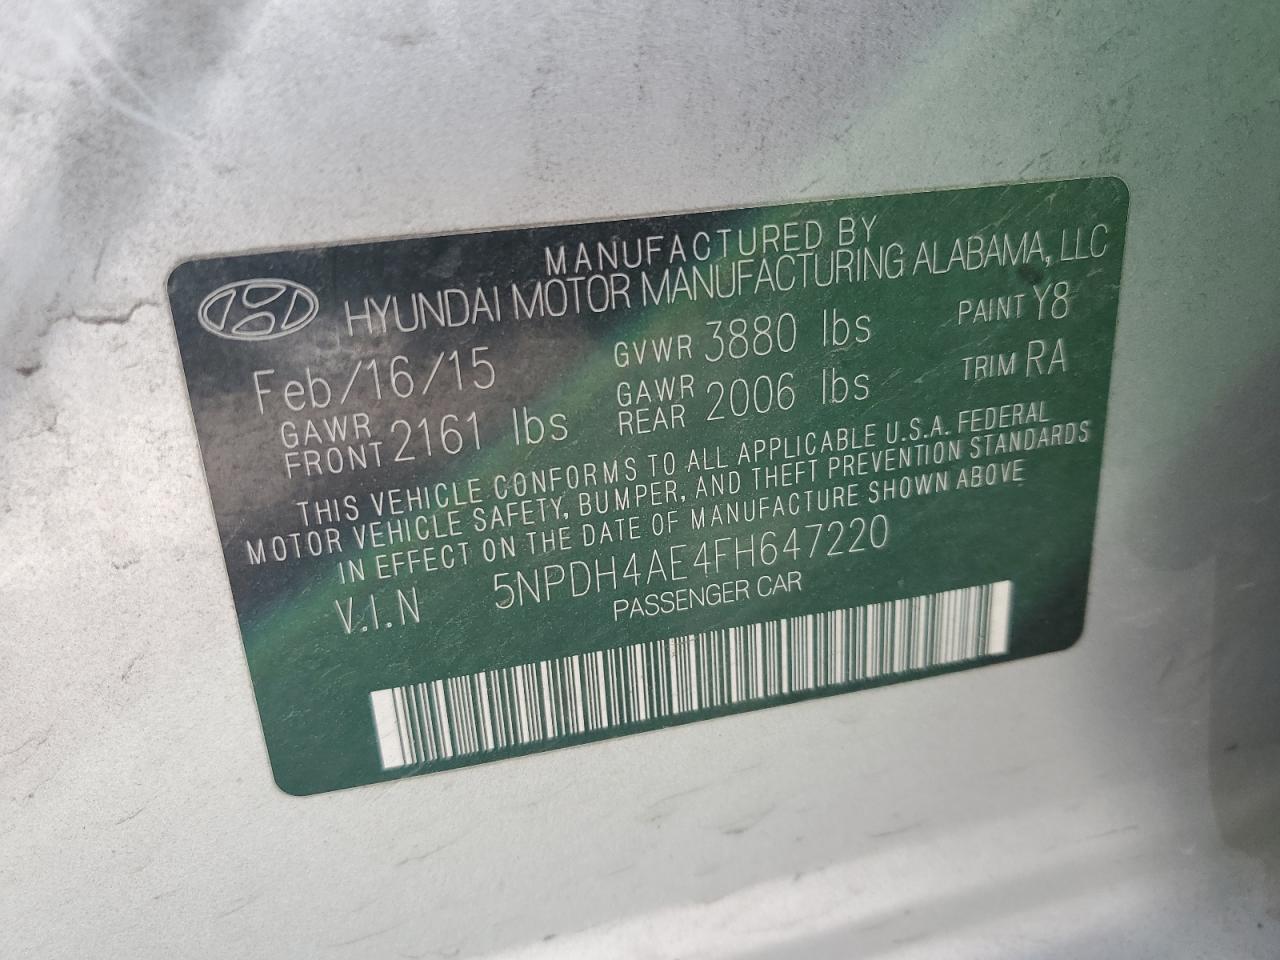 MANUFACTURED BY
HYUNDAI MOTOR MANUFACTURING ALABAMA, LLC
Feb/16/15 GVWR 3880 lbs PAINT Y8
GAWR FRONT 2161 lbs GAWR REAR 2006 lbs TRIM RA
THIS VEHICLE CONFORMS TO ALL APPLICABLE U.S.A. FEDERAL
MOTOR VEHICLE SAFETY, BUMPER, AND THEFT PREVENTION STANDARDS
IN EFFECT ON THE DATE OF MANUFACTURE SHOWN ABOVE
V.I.N 5NPDH4AE4FH647220
PASSENGER CAR